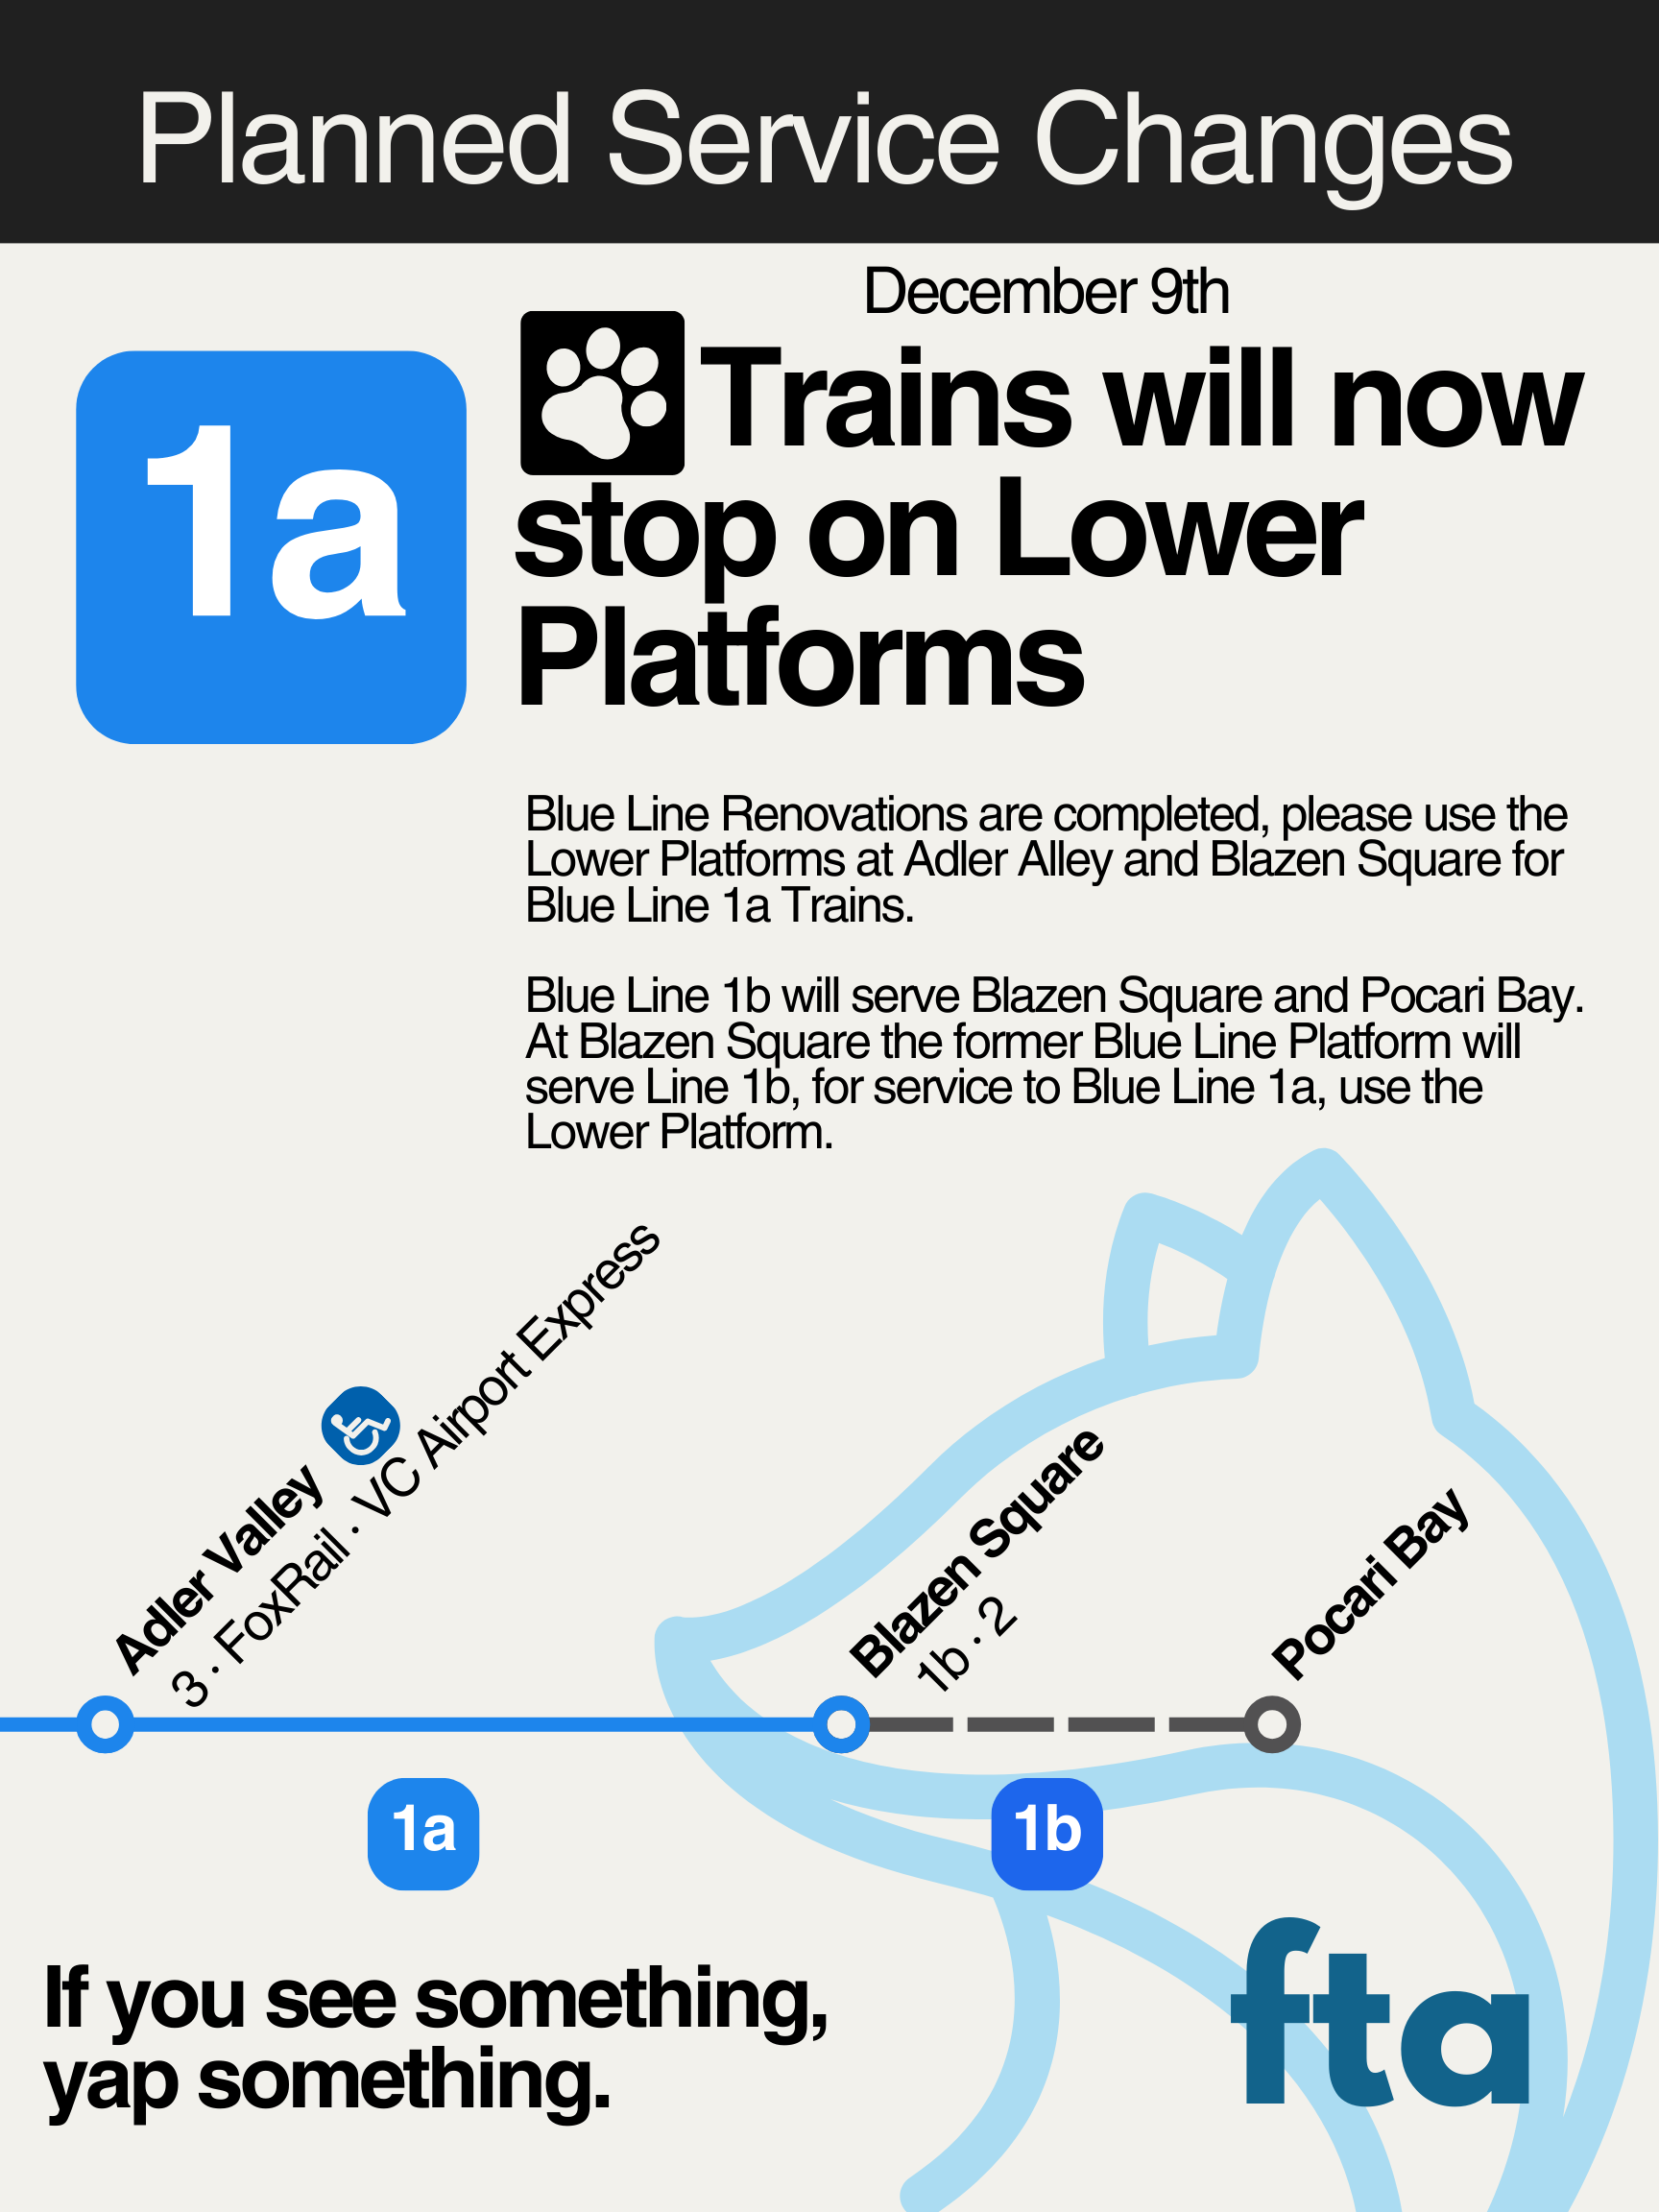 Planned Service Changes
December 9th
1a
Trains will now
stop on Lower
Platforms
Blue Line Renovations are completed, please use the
Lower Platforms at Adler Alley and Blazen Square for
Blue Line 1a Trains.
Blue Line 1b will serve Blazen Square and Pocari Bay.
At Blazen Square the former Blue Line Platform will
serve Line 1b, for service to Blue Line 1a, use the
Lower Platform.
Adler Valley
3 · FoxRail · VC Airport Express
Blazen Square
1b · 2
Pocari Bay
1a
1b
If you see something,
yap something.
fta